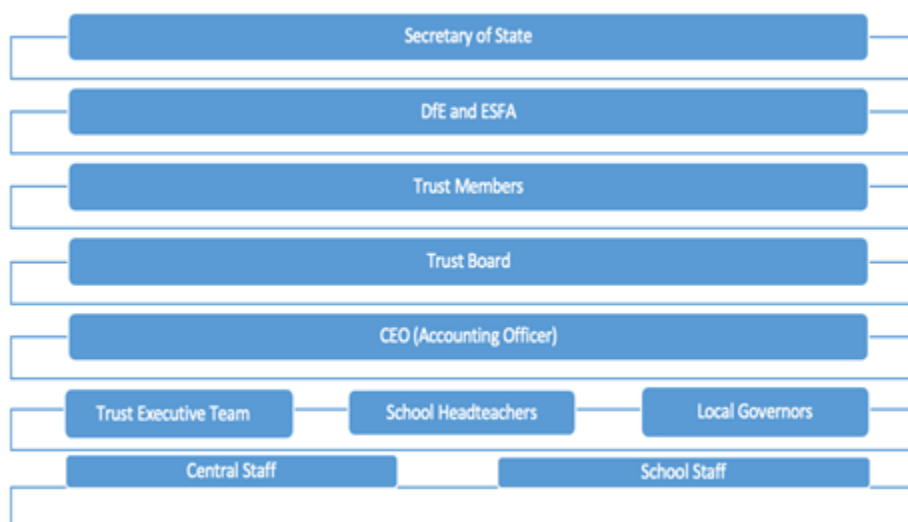 Secretary of State
DfE and ESFA
Trust Members
Trust Board
CEO (Accounting Officer)
Trust Executive Team
School Headteachers
Local Governors
Central Staff
School Staff